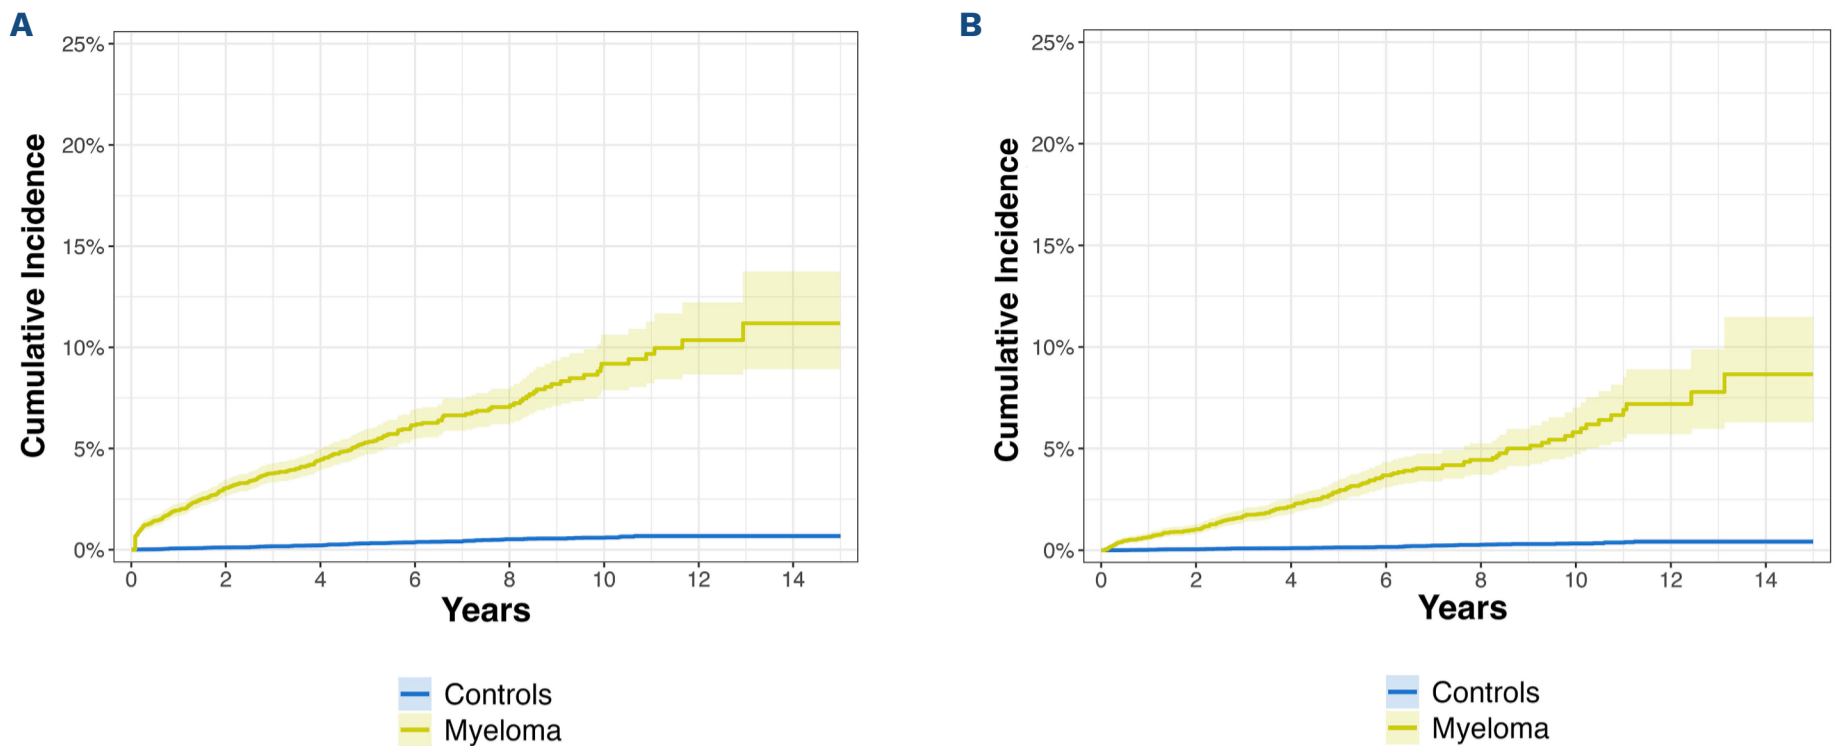 A
Cumulative Incidence
25%
20%
15%
10%
5%
0%
0 2 4 6 8 10 12 14
Years
Controls
Myeloma
B
Cumulative Incidence
25%
20%
15%
10%
5%
0%
0 2 4 6 8 10 12 14
Years
Controls
Myeloma